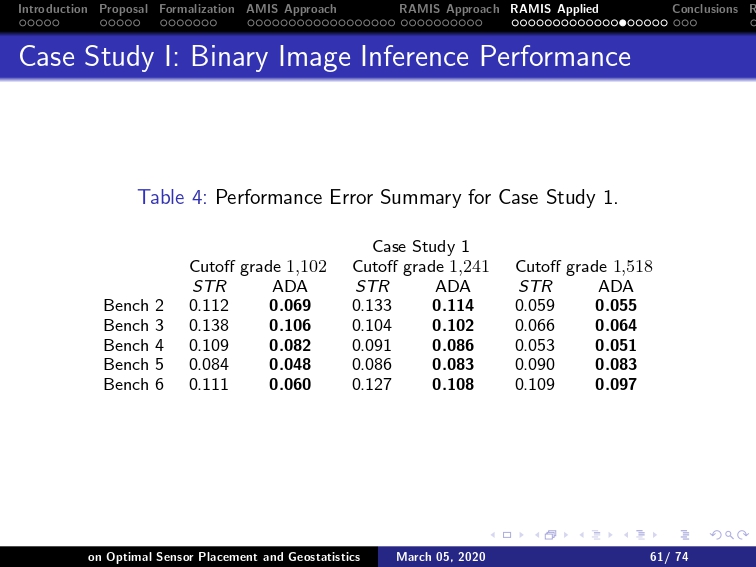 Introduction Proposal Formalization AMIS Approach RAMIS Approach RAMIS Applied Conclusions R
Case Study I: Binary Image Inference Performance
Table 4: Performance Error Summary for Case Study 1.
Case Study 1
Cutoff grade 1,102 Cutoff grade 1,241 Cutoff grade 1,518
STR ADA STR ADA STR ADA
Bench 2 0.112 0.069 0.133 0.114 0.059 0.055
Bench 3 0.138 0.106 0.104 0.102 0.066 0.064
Bench 4 0.109 0.082 0.091 0.086 0.053 0.051
Bench 5 0.084 0.048 0.086 0.083 0.090 0.083
Bench 6 0.111 0.060 0.127 0.108 0.109 0.097
on Optimal Sensor Placement and Geostatistics March 05, 2020 61/ 74